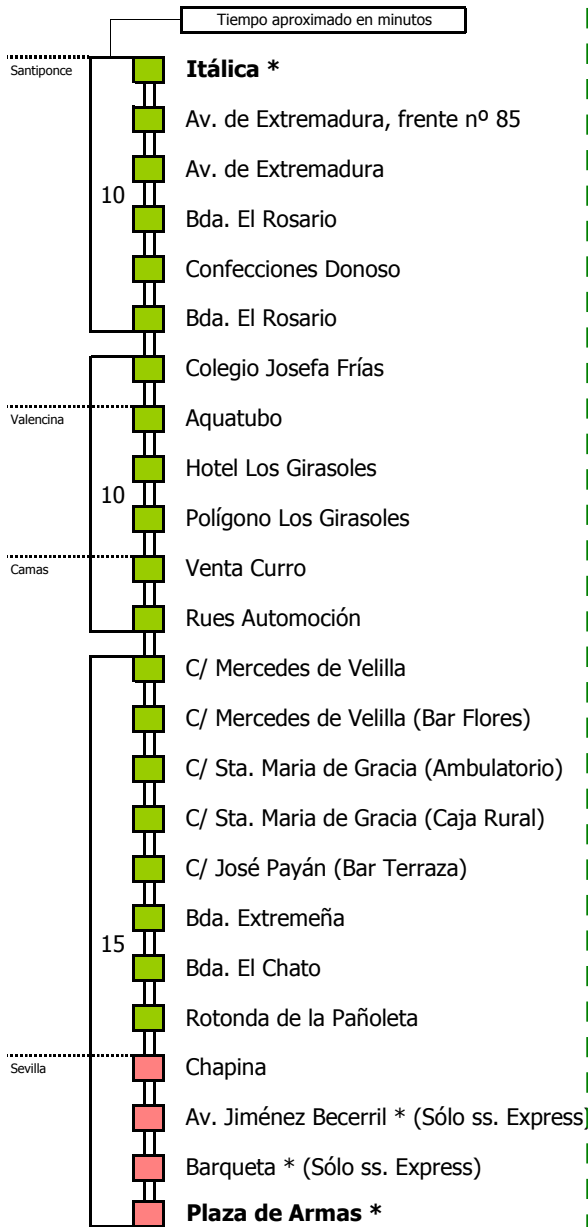 Tiempo aproximado en minutos
Santiponce
Itálica *
Av. de Extremadura, frente nº 85
Av. de Extremadura
10
Bda. El Rosario
Confecciones Donoso
Bda. El Rosario
Colegio Josefa Frías
Valencina
Aquatubo
Hotel Los Girasoles
10
Polígono Los Girasoles
Camas
Venta Curro
Rues Automoción
C/ Mercedes de Velilla
C/ Mercedes de Velilla (Bar Flores)
C/ Sta. Maria de Gracia (Ambulatorio)
C/ Sta. Maria de Gracia (Caja Rural)
C/ José Payán (Bar Terraza)
Bda. Extremeña
15
Bda. El Chato
Rotonda de la Pañoleta
Sevilla
Chapina
Av. Jiménez Becerril * (Sólo ss. Express)
Barqueta * (Sólo ss. Express)
Plaza de Armas *